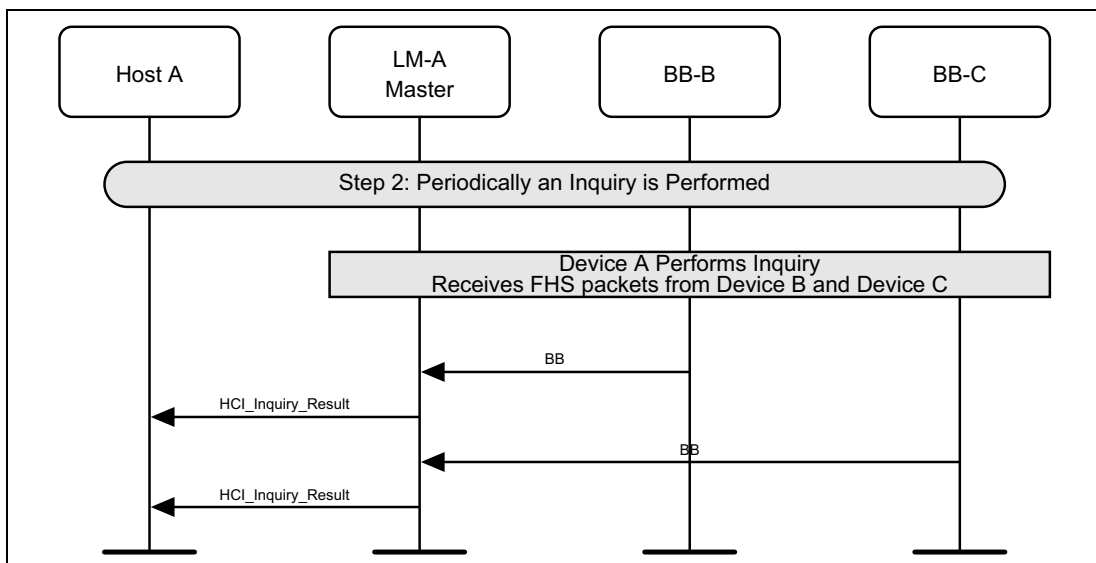 Host A
LM-A
Master
BB-B
BB-C
Step 2: Periodically an Inquiry is Performed
Device A Performs Inquiry
Receives FHS packets from Device B and Device C
BB
HCI_Inquiry_Result
BB
HCI_Inquiry_Result